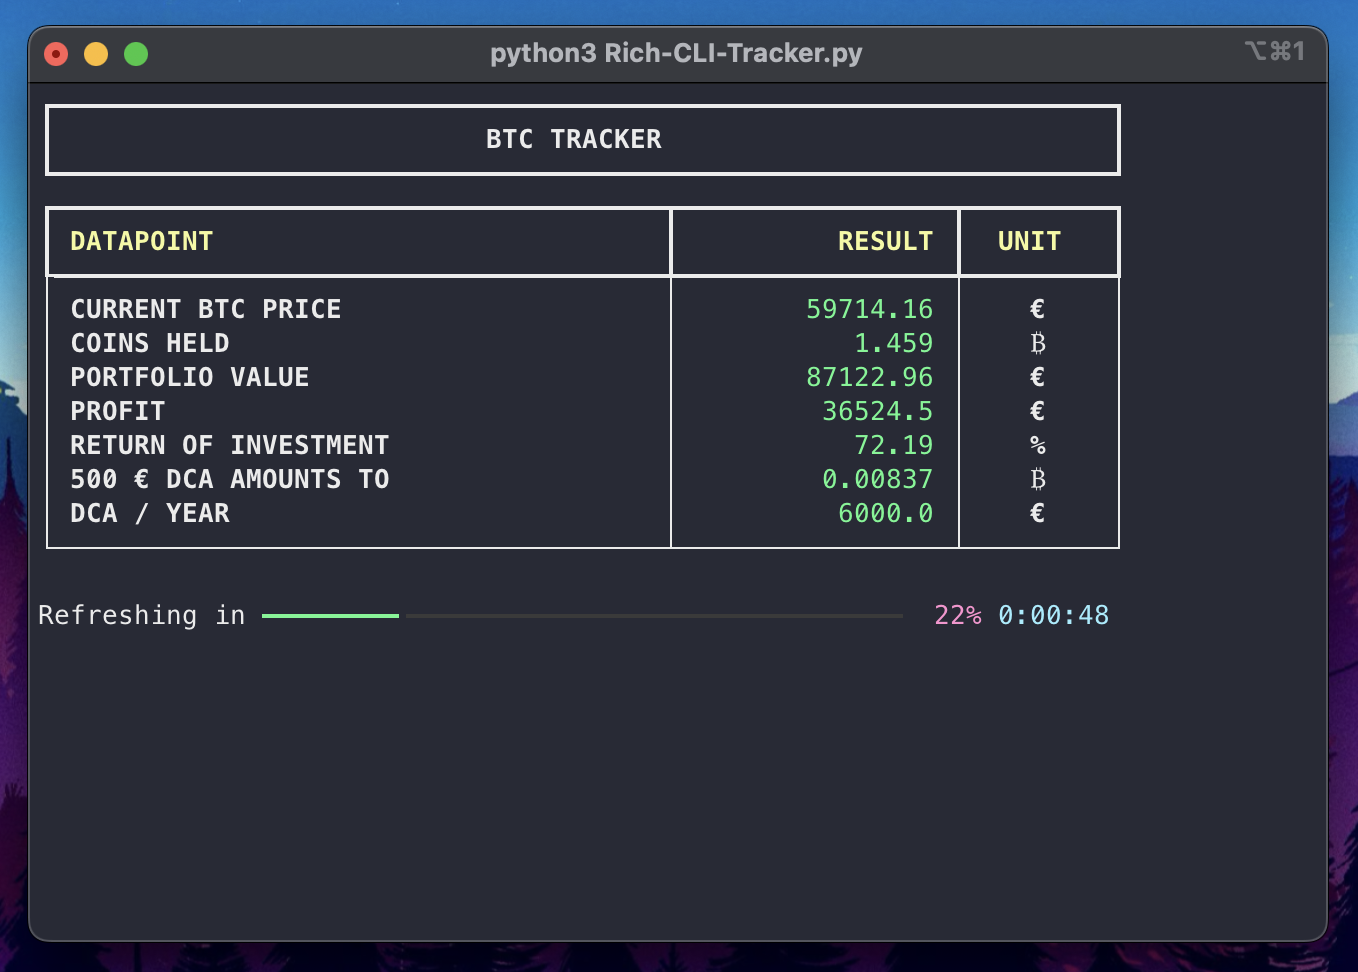 python3 Rich-CLI-Tracker.py ⌥⌘1
BTC TRACKER
DATAPOINT RESULT UNIT
CURRENT BTC PRICE 59714.16 €
COINS HELD 1.459 ₿
PORTFOLIO VALUE 87122.96 €
PROFIT 36524.5 €
RETURN OF INVESTMENT 72.19 %
500 € DCA AMOUNTS TO 0.00837 ₿
DCA / YEAR 6000.0 €
Refreshing in 22% 0:00:48